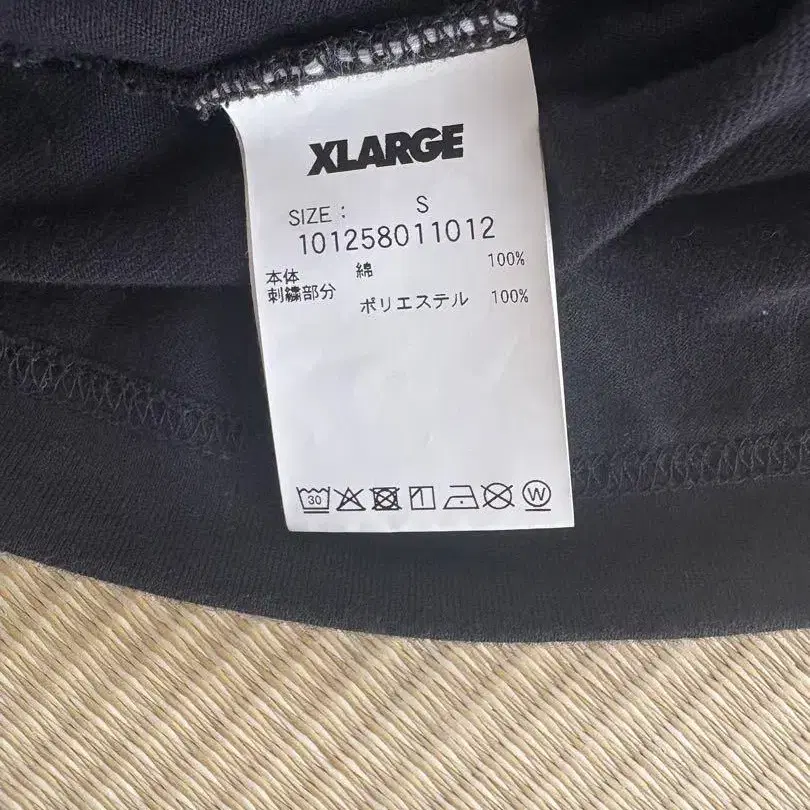 XLARGE
SIZE : S
101258011012
本体 綿 100%
刺繍部分 ポリエステル 100%
30 W